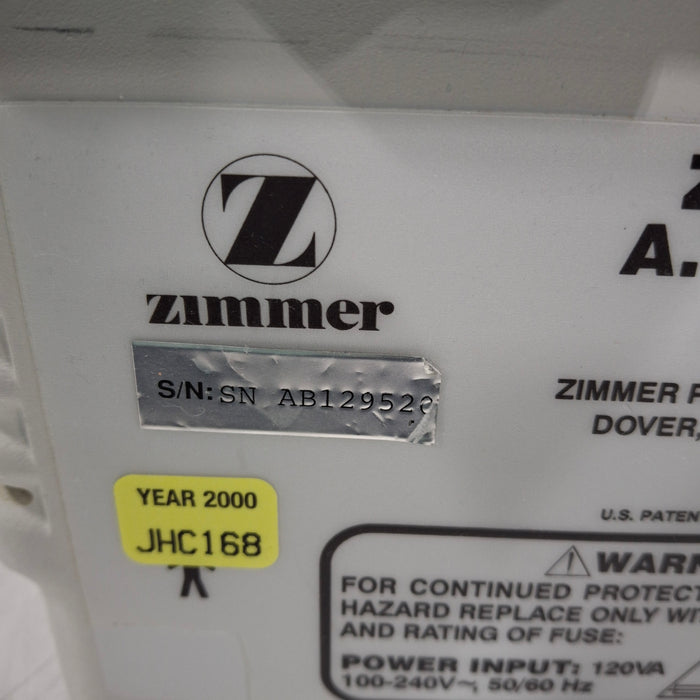 Z
zimmer
A.
S/N: SN AB129526
ZIMMER
DOVER,
YEAR 2000
JHC168
U.S. PATEN
⚠ WARN
FOR CONTINUED PROTECT
HAZARD REPLACE ONLY WI
AND RATING OF FUSE:
POWER INPUT: 120VA
100-240V~, 50/60 Hz